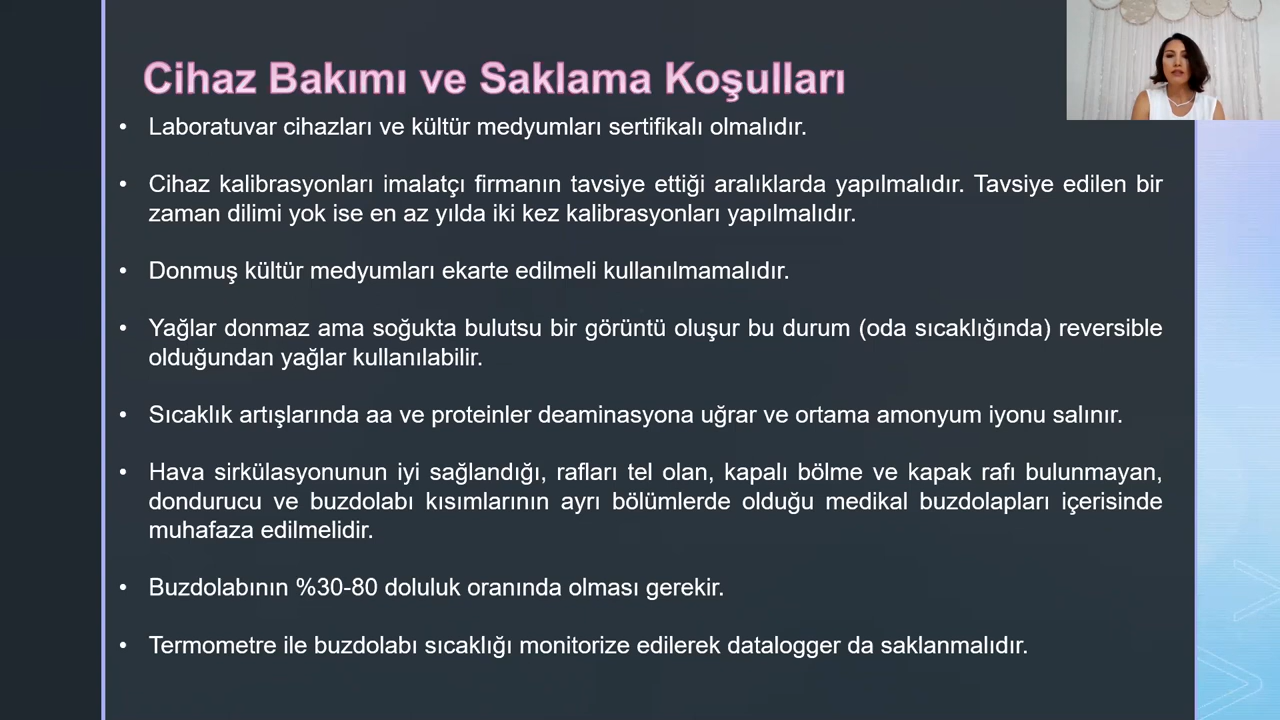 Cihaz Bakımı ve Saklama Koşulları
• Laboratuvar cihazları ve kültür medyumları sertifikalı olmalıdır.
• Cihaz kalibrasyonları imalatçı firmanın tavsiye ettiği aralıklarda yapılmalıdır. Tavsiye edilen bir
zaman dilimi yok ise en az yılda iki kez kalibrasyonları yapılmalıdır.
• Donmuş kültür medyumları ekarte edilmeli kullanılmamalıdır.
• Yağlar donmaz ama soğukta bulutsu bir görüntü oluşur bu durum (oda sıcaklığında) reversible
olduğundan yağlar kullanılabilir.
• Sıcaklık artışlarında aa ve proteinler deaminasyona uğrar ve ortama amonyum iyonu salınır.
• Hava sirkülasyonunun iyi sağlandığı, rafları tel olan, kapalı bölme ve kapak rafı bulunmayan,
dondurucu ve buzdolabı kısımlarının ayrı bölümlerde olduğu medikal buzdolapları içerisinde
muhafaza edilmelidir.
• Buzdolabının %30-80 doluluk oranında olması gerekir.
• Termometre ile buzdolabı sıcaklığı monitorize edilerek datalogger da saklanmalıdır.